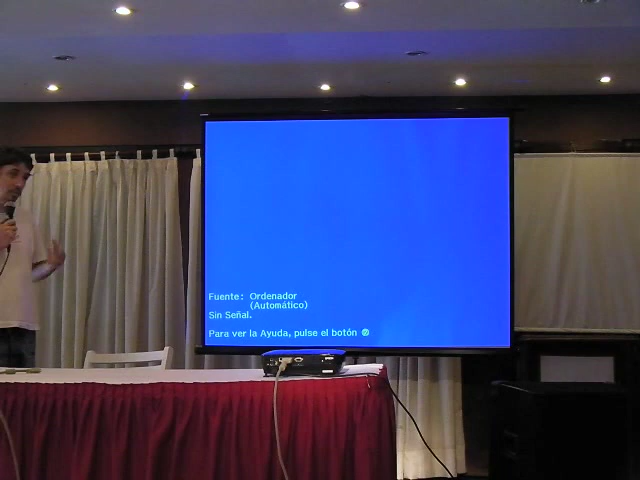 Fuente: Ordenador
(Automático)
Sin Señal.
Para ver la Ayuda, pulse el botón